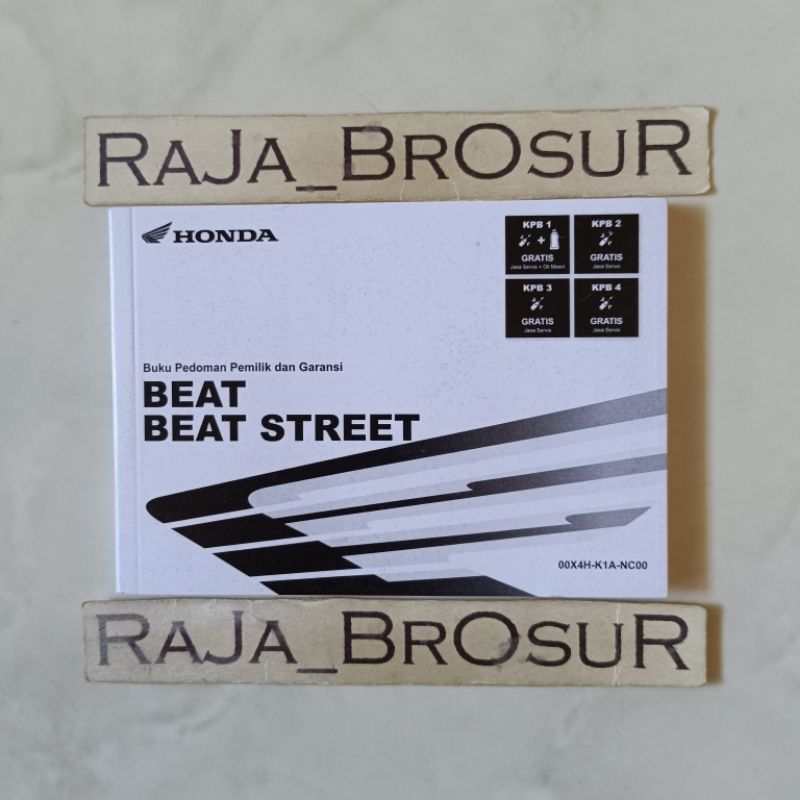 RAJA_BROSUR
HONDA
KPB 1
+
GRATIS
Jasa Servis + Oli Mesin
KPB 2
GRATIS
Jasa Servis
KPB 3
GRATIS
Jasa Servis
KPB 4
GRATIS
Jasa Servis
Buku Pedoman Pemilik dan Garansi
BEAT
BEAT STREET
00X4H-K1A-NC00
RAJA_BROSUR